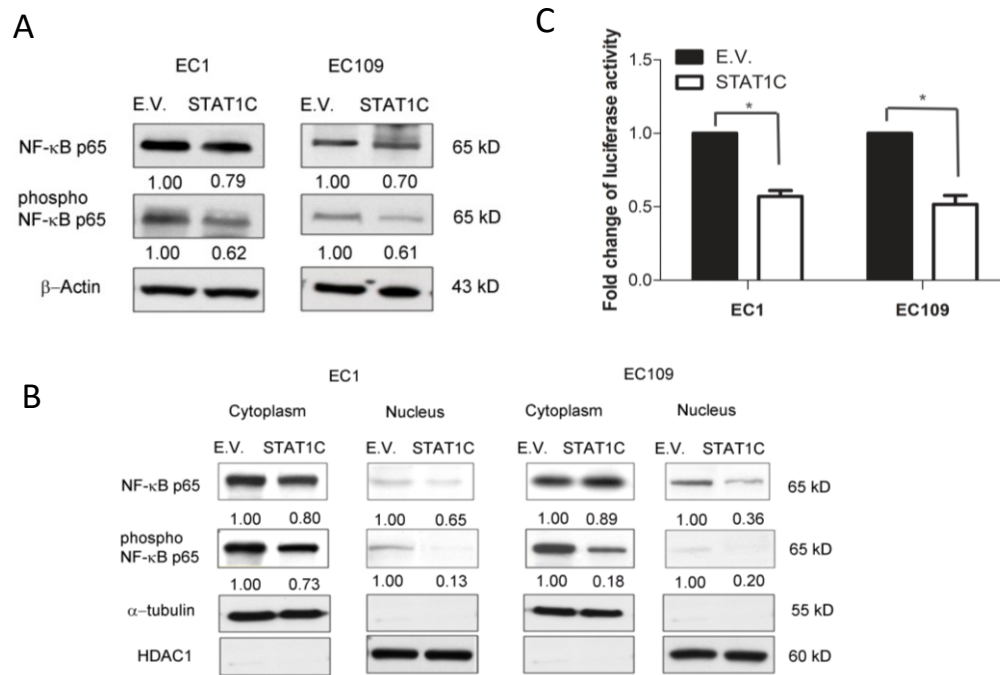 A
EC1 EC109
E.V. STAT1C E.V. STAT1C
NF-κB p65 65 kD
1.00 0.79 1.00 0.70
phospho
NF-κB p65 65 kD
1.00 0.62 1.00 0.61
β–Actin 43 kD
C
E.V.
STAT1C
Fold change of luciferase activity
1.5
1.0
0.5
0.0
* *
EC1 EC109
B
EC1 EC109
Cytoplasm Nucleus Cytoplasm Nucleus
E.V. STAT1C E.V. STAT1C E.V. STAT1C E.V. STAT1C
NF-κB p65 65 kD
1.00 0.80 1.00 0.65 1.00 0.89 1.00 0.36
phospho
NF-κB p65 65 kD
1.00 0.73 1.00 0.13 1.00 0.18 1.00 0.20
α–tubulin 55 kD
HDAC1 60 kD